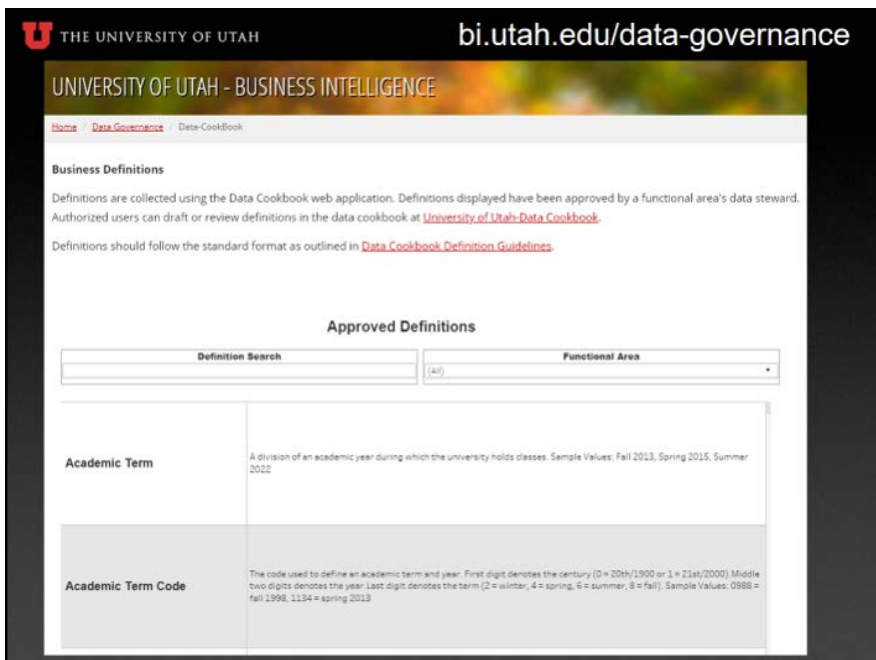 THE UNIVERSITY OF UTAH
bi.utah.edu/data-governance
UNIVERSITY OF UTAH - BUSINESS INTELLIGENCE
Home / Data Governance / Data-CookBook
Business Definitions
Definitions are collected using the Data Cookbook web application. Definitions displayed have been approved by a functional area's data steward.
Authorized users can draft or review definitions in the data cookbook at University of Utah-Data Cookbook.
Definitions should follow the standard format as outlined in Data Cookbook Definition Guidelines.
Approved Definitions
Definition Search
Functional Area
(All)
Academic Term
A division of an academic year during which the university holds classes. Sample Values: Fall 2013, Spring 2015, Summer
2022
Academic Term Code
The code used to define an academic term and year. First digit denotes the century (0 = 20th/1900 or 1 = 21st/2000) Middle
two digits denotes the year Last digit denotes the term (2 = winter, 4 = spring, 6 = summer, 8 = fall). Sample Values: 0988 =
fall 1998, 1134 = spring 2013